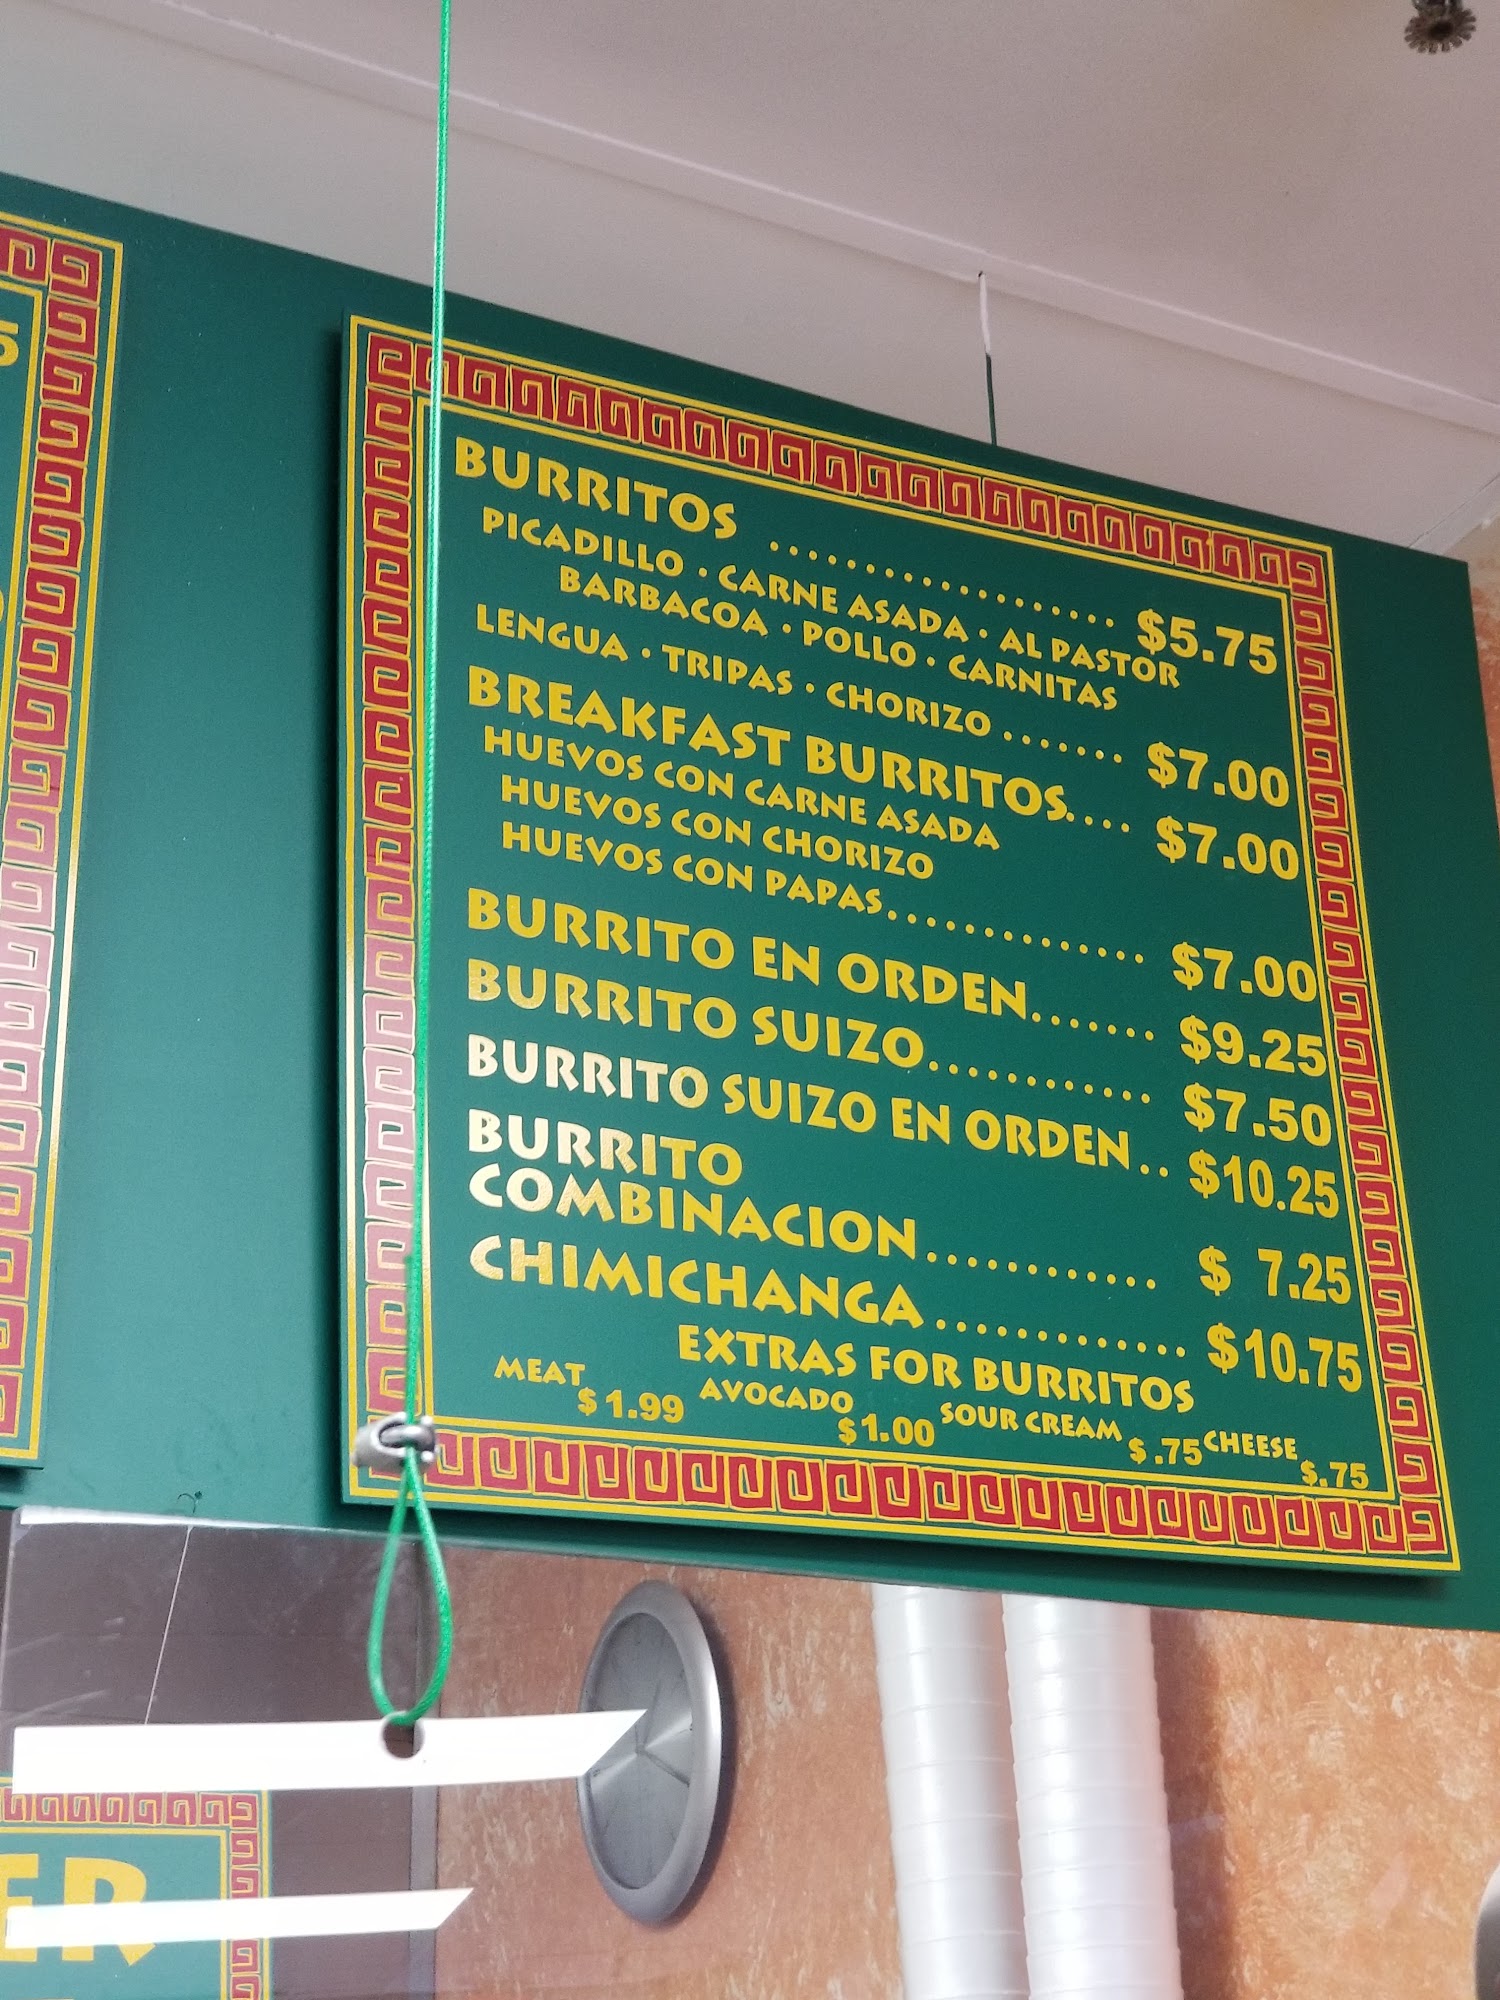 BURRITOS .................. $5.75
PICADILLO · CARNE ASADA · AL PASTOR
BARBACOA · POLLO · CARNITAS
LENGUA · TRIPAS · CHORIZO ....... $7.00
BREAKFAST BURRITOS.... $7.00
HUEVOS CON CARNE ASADA
HUEVOS CON CHORIZO
HUEVOS CON PAPAS.............. $7.00
BURRITO EN ORDEN....... $9.25
BURRITO SUIZO............ $7.50
BURRITO SUIZO EN ORDEN.. $10.25
BURRITO
COMBINACION............ $ 7.25
CHIMICHANGA............. $10.75
EXTRAS FOR BURRITOS
MEAT $1.99 AVOCADO $1.00 SOUR CREAM $.75 CHEESE $.75